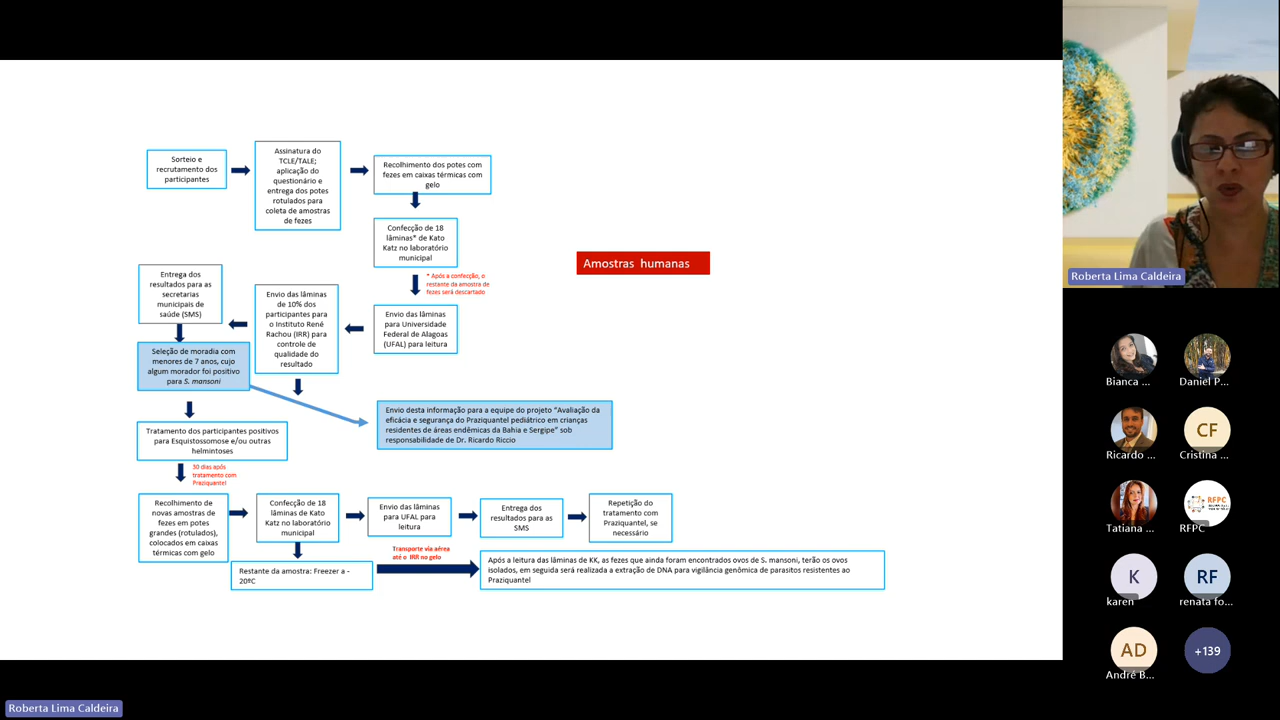 Sorteio e
recrutamento dos
participantes
Assinatura do
TCLE/TALE;
aplicação do
questionário e
entrega dos potes
rotulados para
coleta de amostras
de fezes
Recolhimento dos potes com
fezes em caixas térmicas com
gelo
Confecção de 18
lâminas* de Kato
Katz no laboratório
municipal
* Após a confecção, o
restante da amostra de
fezes será descartado
Amostras humanas
Envio das lâminas
para Universidade
Federal de Alagoas
(UFAL) para leitura
Envio das lâminas
de 10% dos
participantes para
o Instituto René
Rachou (IRR) para
controle de
qualidade do
resultado
Entrega dos
resultados para as
secretarias
municipais de
saúde (SMS)
Seleção de moradia com
menores de 7 anos, cujo
algum morador foi positivo
para S. mansoni
Envio desta informação para a equipe do projeto “Avaliação da
eficácia e segurança do Praziquantel pediátrico em crianças
residentes de áreas endêmicas da Bahia e Sergipe” sob
responsabilidade de Dr. Ricardo Riccio
Tratamento dos participantes positivos
para Esquistossomose e/ou outras
helmintoses
30 dias após
tratamento com
Praziquantel
Recolhimento de
novas amostras de
fezes em potes
grandes (rotulados),
colocados em caixas
térmicas com gelo
Confecção de 18
lâminas de Kato
Katz no laboratório
municipal
Envio das lâminas
para UFAL para
leitura
Entrega dos
resultados para as
SMS
Repetição do
tratamento com
Praziquantel, se
necessário
Restante da amostra: Freezer a -
20ºC
Transporte via aérea
até o IRR no gelo
Após a leitura das lâminas de KK, as fezes que ainda foram encontrados ovos de S. mansoni, terão os ovos
isolados, em seguida será realizada a extração de DNA para vigilância genômica de parasitos resistentes ao
Praziquantel
Roberta Lima Caldeira
Bianca ...
Daniel P...
Ricardo ...
CF
Cristina ...
Tatiana ...
RFPC
RFPC
K
karen
RF
renata fo...
AD
André B...
+139
Roberta Lima Caldeira